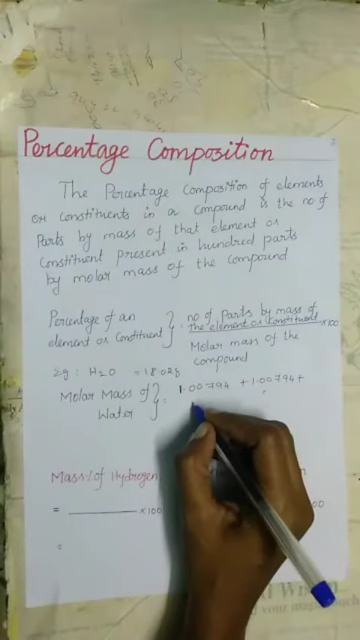 Percentage Composition
The Percentage Composition of elements
or constituents in a compound is the no of
Parts by mass of that element or
Constituent present in hundred parts
by molar mass of the compound
Percentage of an
element or Constituent } = no of Parts by mass of
the element or constituent ×100
Molar mass of the
compound
Eg: H2O = 18.02g
Molar Mass of
Water } = 1.00794 + 1.00794 +
Mass % of Hydrogen
= ×100
=